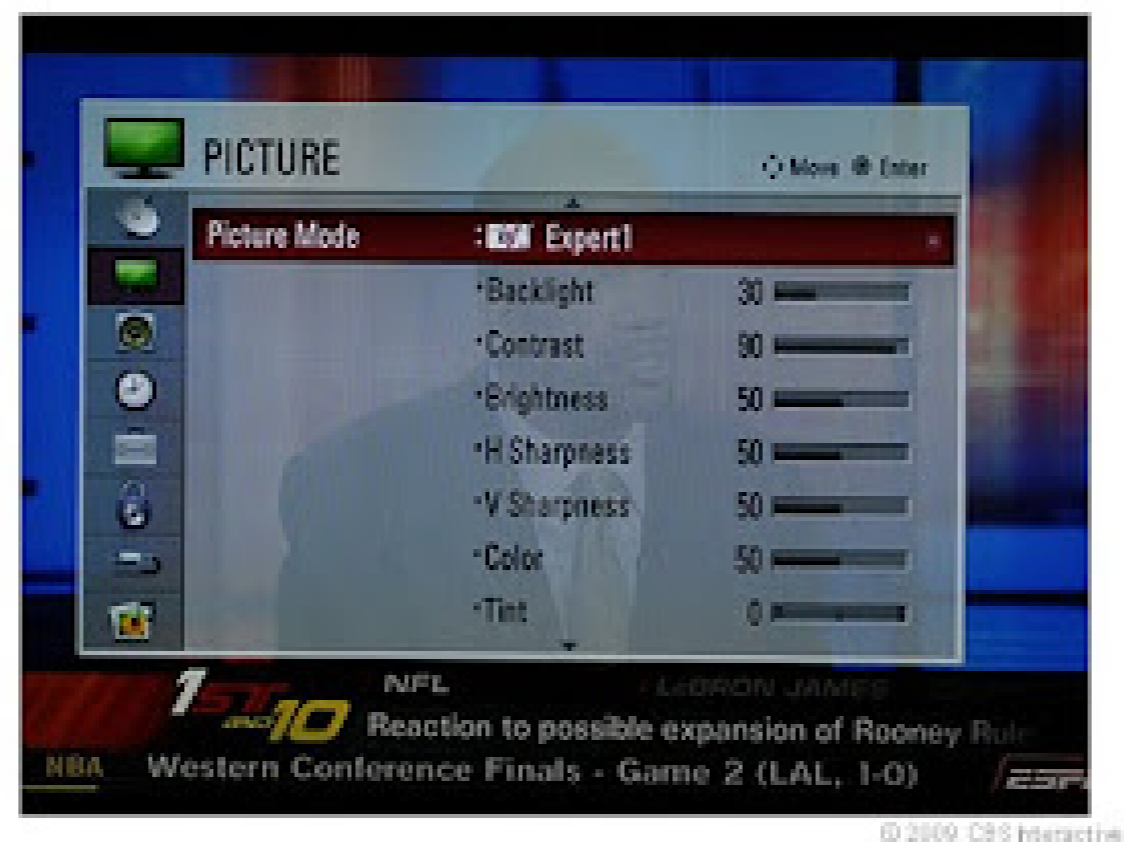 PICTURE
Move Enter
Picture Mode : Expert1
•Backlight 30
•Contrast 90
•Brightness 50
•H Sharpness 50
•V Sharpness 50
•Color 50
•Tint 0
1ST and 10
NFL
LEBRON JAMES
Reaction to possible expansion of Rooney Rule
NBA Western Conference Finals - Game 2 (LAL, 1-0)
ESPN
© 2009 CBS Interactive